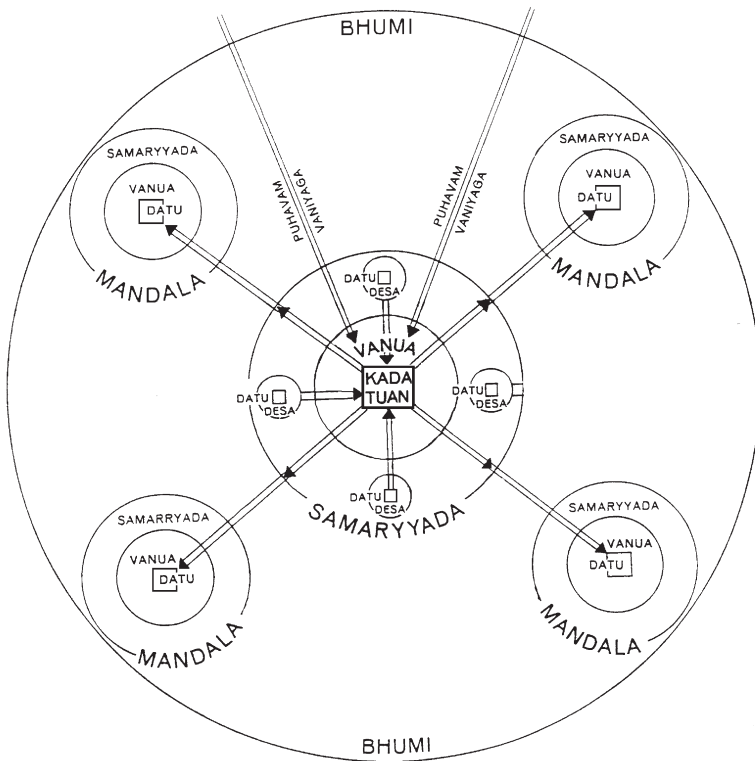 BHUMI
SAMARYYADA
VANUA
DATU
MANDALA
PUHAVAM
VANIYAGA
PUHAVAM
VANIYAGA
SAMARYYADA
VANUA
DATU
MANDALA
DATU
DESA
VANUA
KADA
TUAN
DATU
DESA
DATU
DESA
DATU
DESA
SAMARYYADA
SAMARRYADA
VANUA
DATU
MANDALA
SAMARYYADA
VANUA
DATU
MANDALA
BHUMI